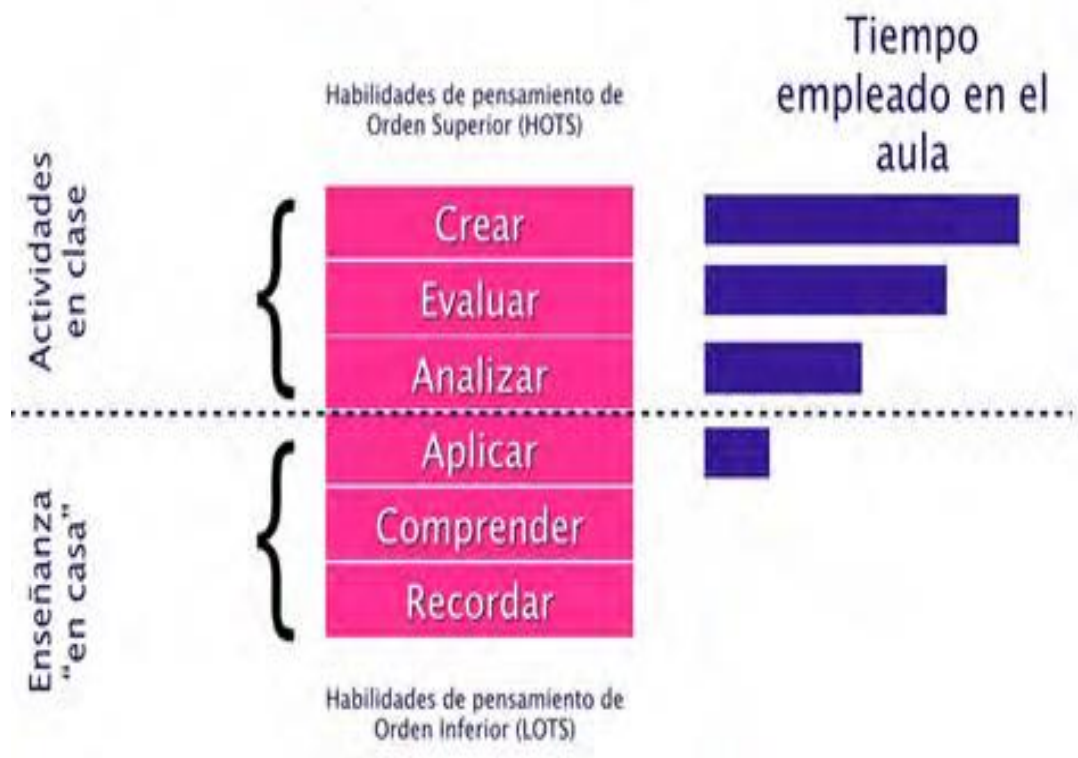 Tiempo
empleado en el
aula
Habilidades de pensamiento de
Orden Superior (HOTS)
Actividades
en clase
Crear
Evaluar
Analizar
Enseñanza
"en casa"
Aplicar
Comprender
Recordar
Habilidades de pensamiento de
Orden Inferior (LOTS)